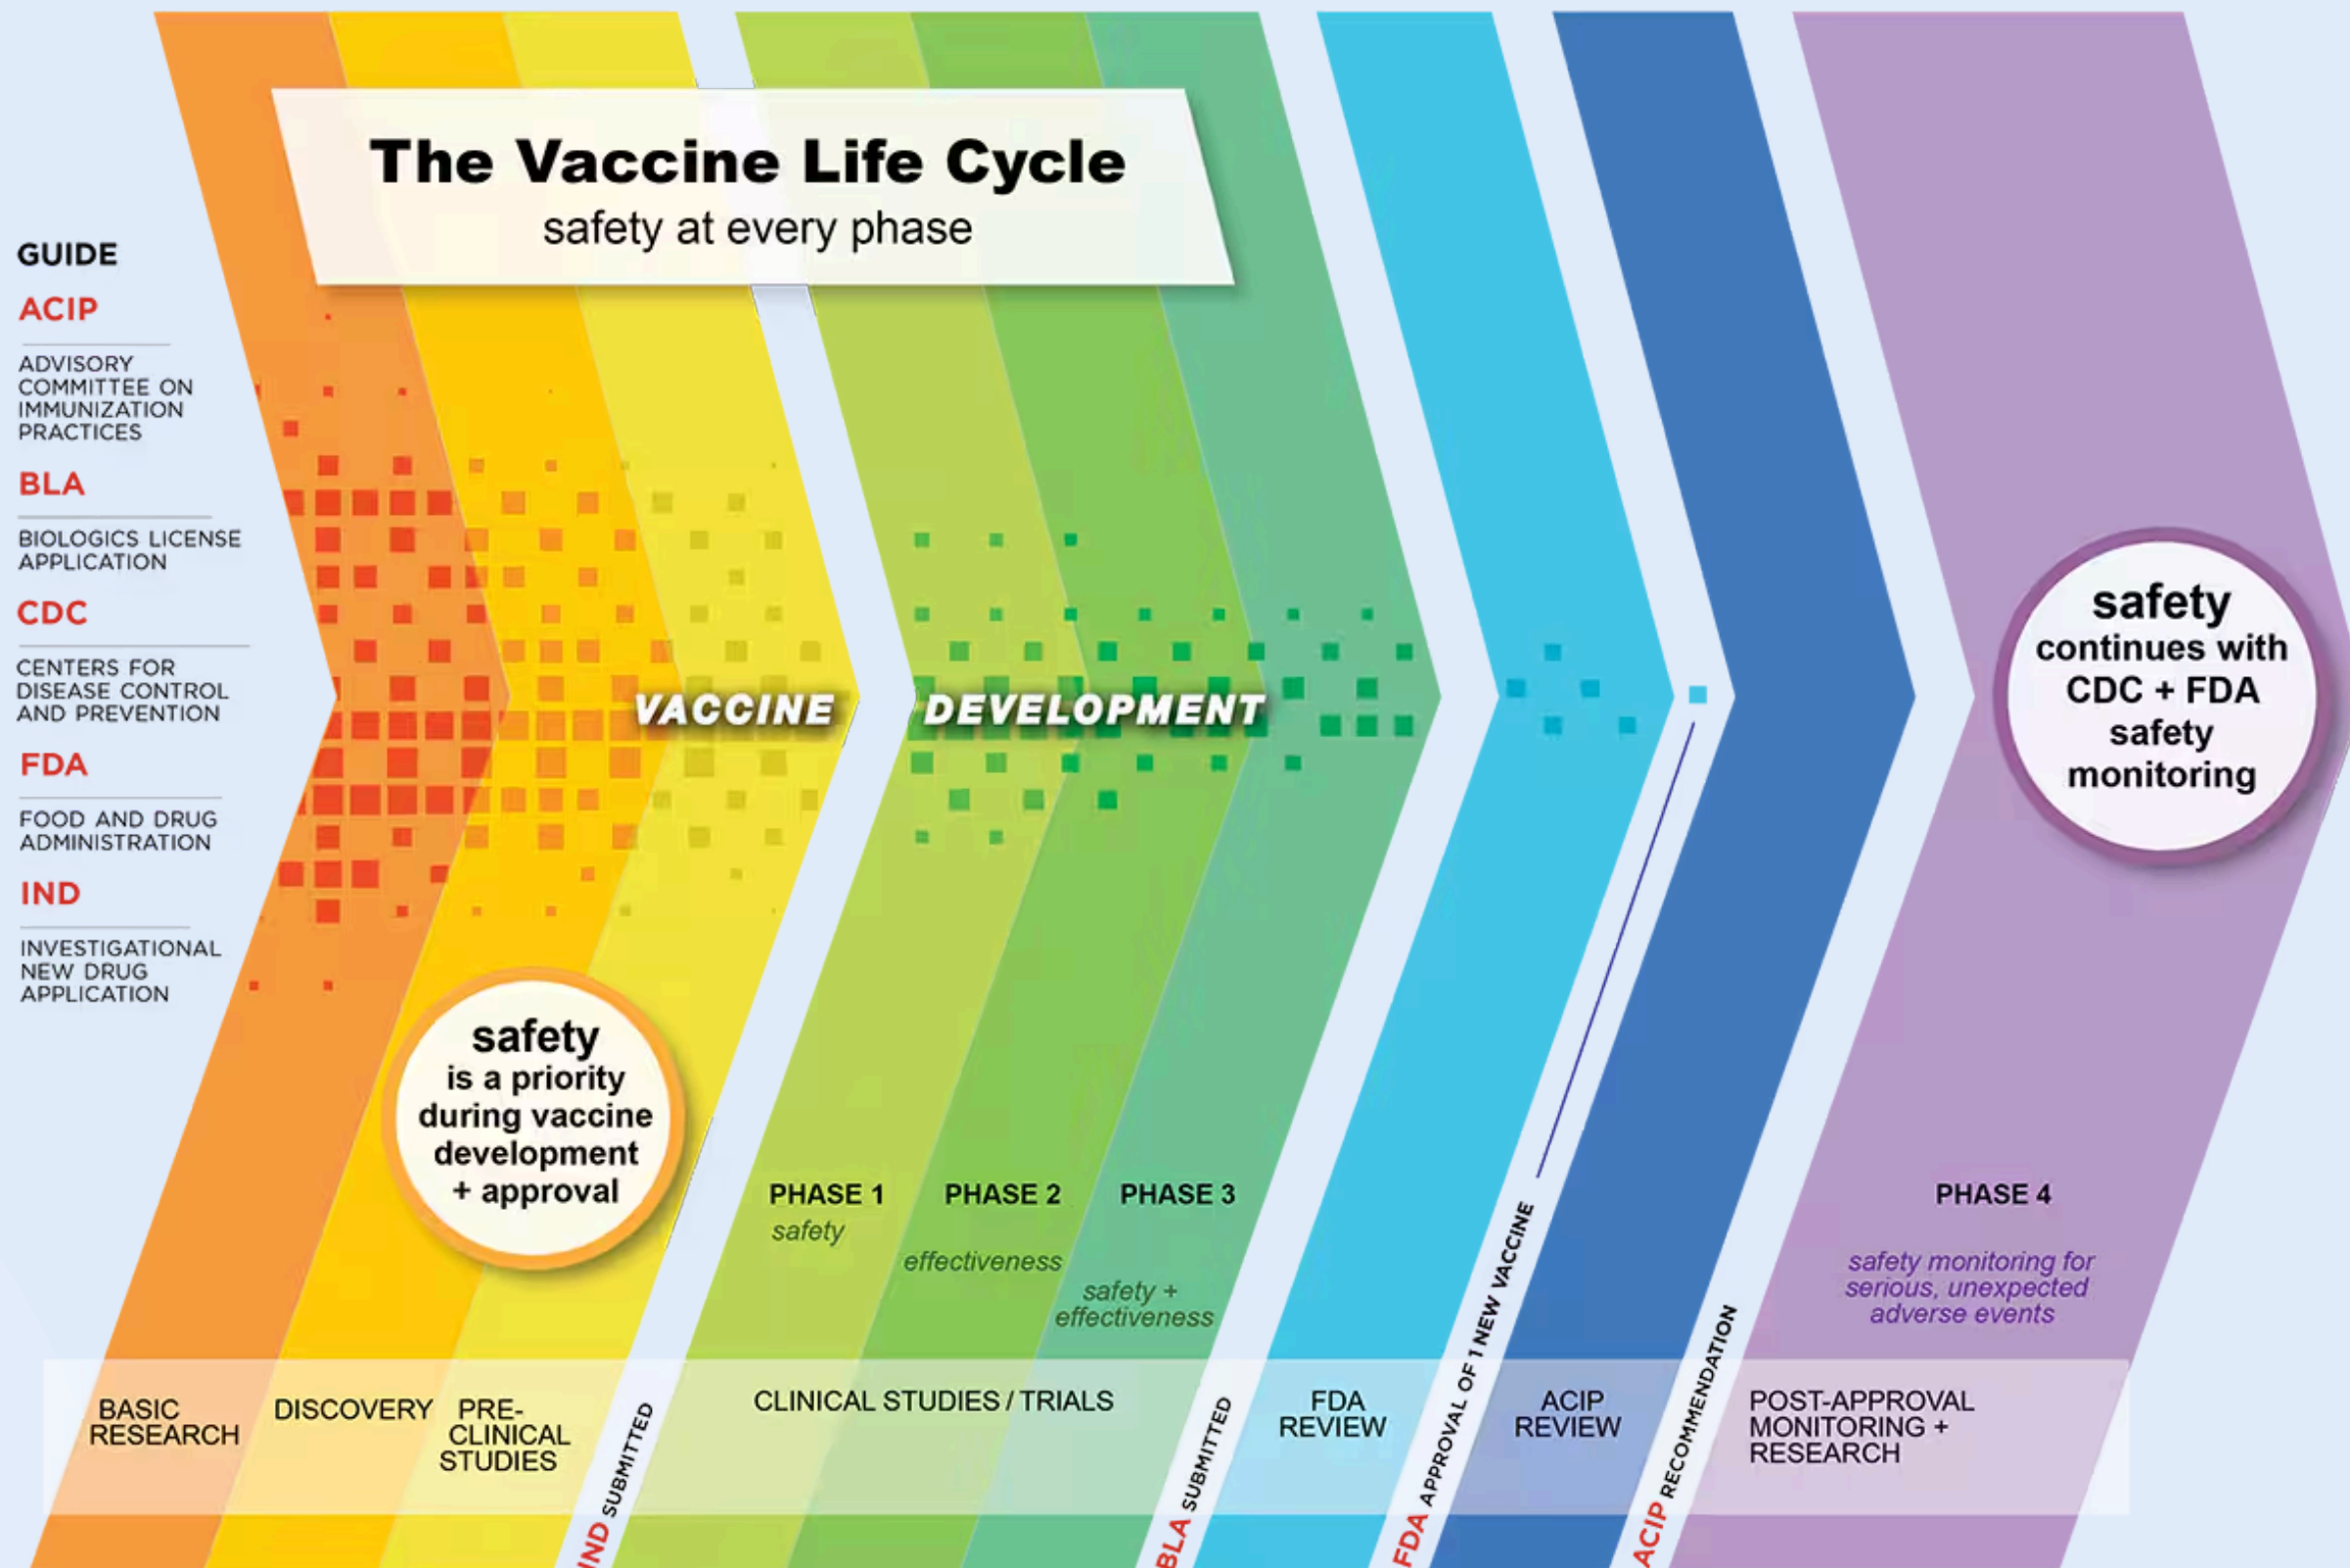 The Vaccine Life Cycle
safety at every phase
GUIDE
ACIP
ADVISORY
COMMITTEE ON
IMMUNIZATION
PRACTICES
BLA
BIOLOGICS LICENSE
APPLICATION
CDC
CENTERS FOR
DISEASE CONTROL
AND PREVENTION
FDA
FOOD AND DRUG
ADMINISTRATION
IND
INVESTIGATIONAL
NEW DRUG
APPLICATION
VACCINE DEVELOPMENT
safety
continues with
CDC + FDA
safety
monitoring
safety
is a priority
during vaccine
development
+ approval
PHASE 1
safety
PHASE 2
effectiveness
PHASE 3
safety +
effectiveness
PHASE 4
safety monitoring for
serious, unexpected
adverse events
BASIC
RESEARCH
DISCOVERY
PRE-
CLINICAL
STUDIES
IND SUBMITTED
CLINICAL STUDIES / TRIALS
BLA SUBMITTED
FDA
REVIEW
FDA APPROVAL OF 1 NEW VACCINE
ACIP
REVIEW
ACIP RECOMMENDATION
POST-APPROVAL
MONITORING +
RESEARCH